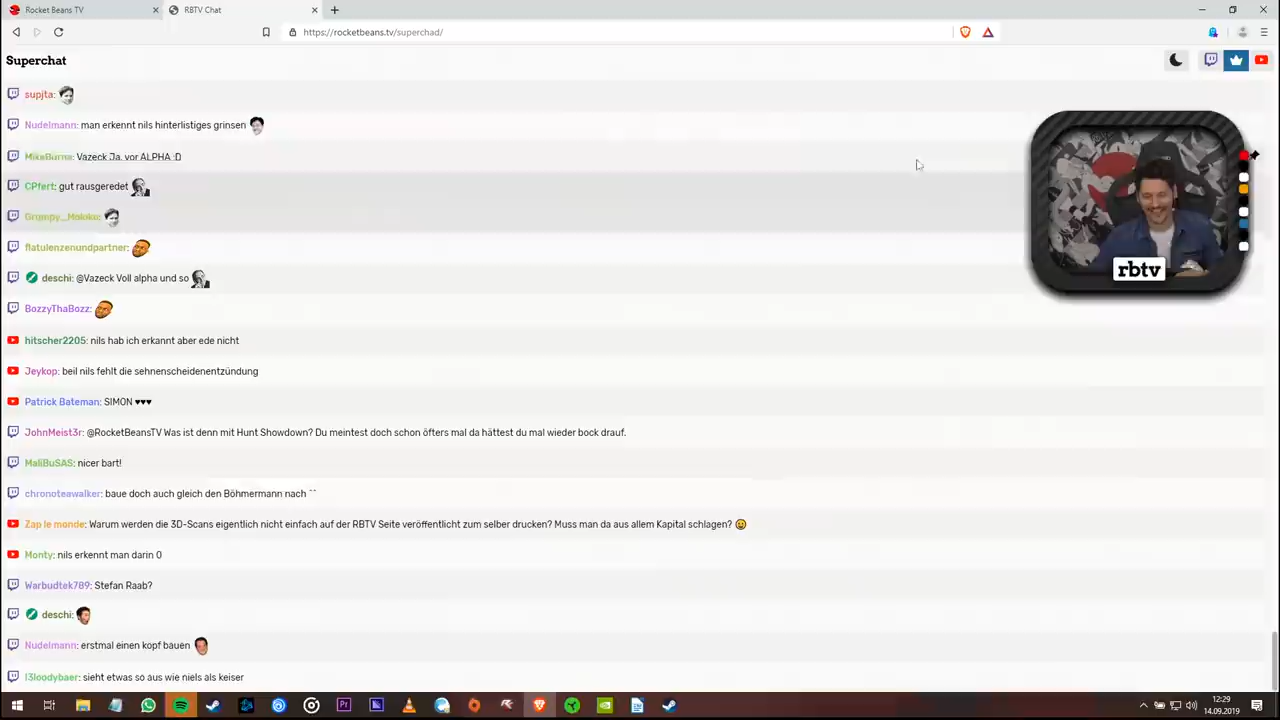 Rocket Beans TV
RBTV Chat
https://rocketbeans.tv/superchad/
Superchat
supjta:
Nudelmann: man erkennt nils hinterlistiges grinsen
MikeBurna: Vazeck Ja, vor ALPHA :D
CPfert: gut rausgeredet
Grumpy_Moloko:
flatulenzenundpartner:
deschi: @Vazeck Voll alpha und so
BozzyThaBozz:
hitscher2205: nils hab ich erkannt aber ede nicht
Jeykop: beil nils fehlt die sehnenscheidenentzündung
Patrick Bateman: SIMON ♥♥♥
JohnMeist3r: @RocketBeansTV Was ist denn mit Hunt Showdown? Du meintest doch schon öfters mal da hättest du mal wieder bock drauf.
MaliBuSAS: nicer bart!
chronoteawalker: baue doch auch gleich den Böhmermann nach ^^
Zap le monde: Warum werden die 3D-Scans eigentlich nicht einfach auf der RBTV Seite veröffentlicht zum selber drucken? Muss man da aus allem Kapital schlagen? 😀
Monty: nils erkennt man darin 0
Warbudtek789: Stefan Raab?
deschi:
Nudelmann: erstmal einen kopf bauen
l3loodybaer: sieht etwas so aus wie niels als keiser
rbtv
12:29
14.09.2019